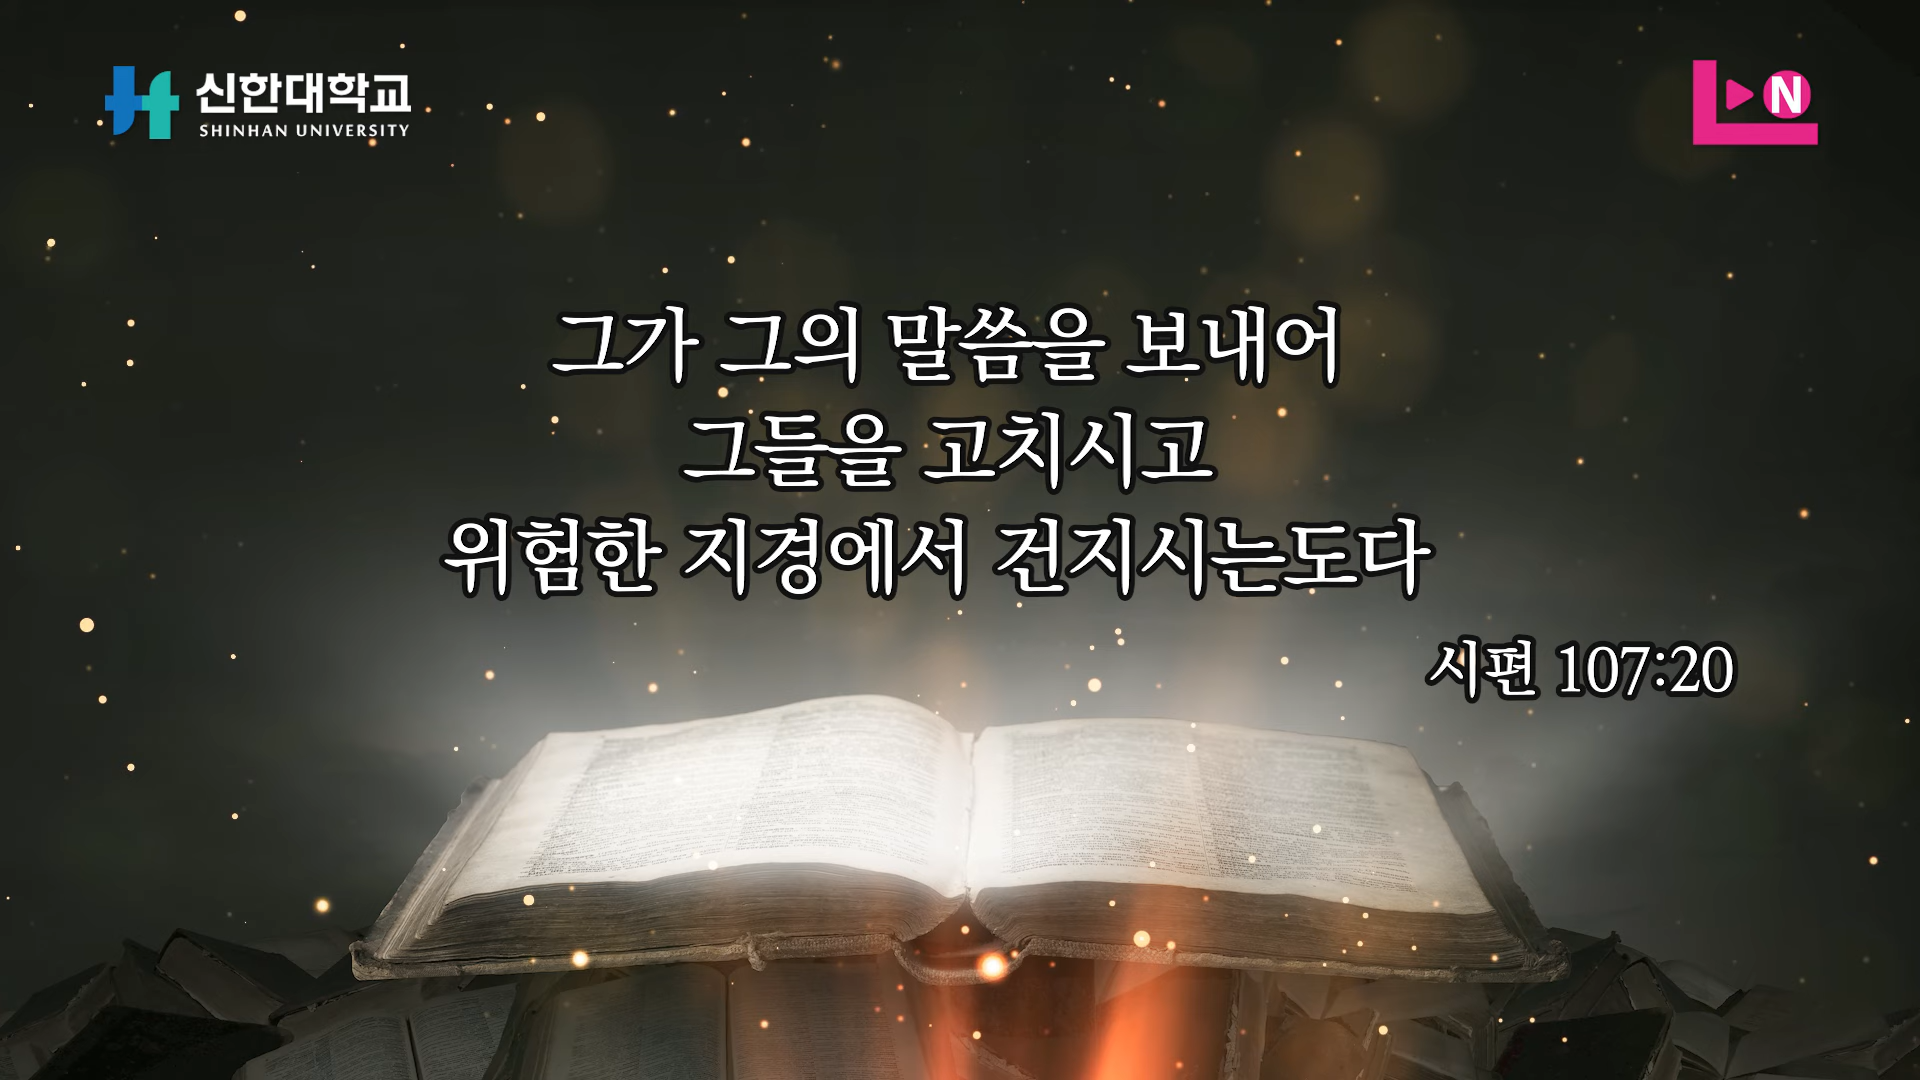 신한대학교
SHINHAN UNIVERSITY
N
그가 그의 말씀을 보내어
그들을 고치시고
위험한 지경에서 건지시는도다
시편 107:20